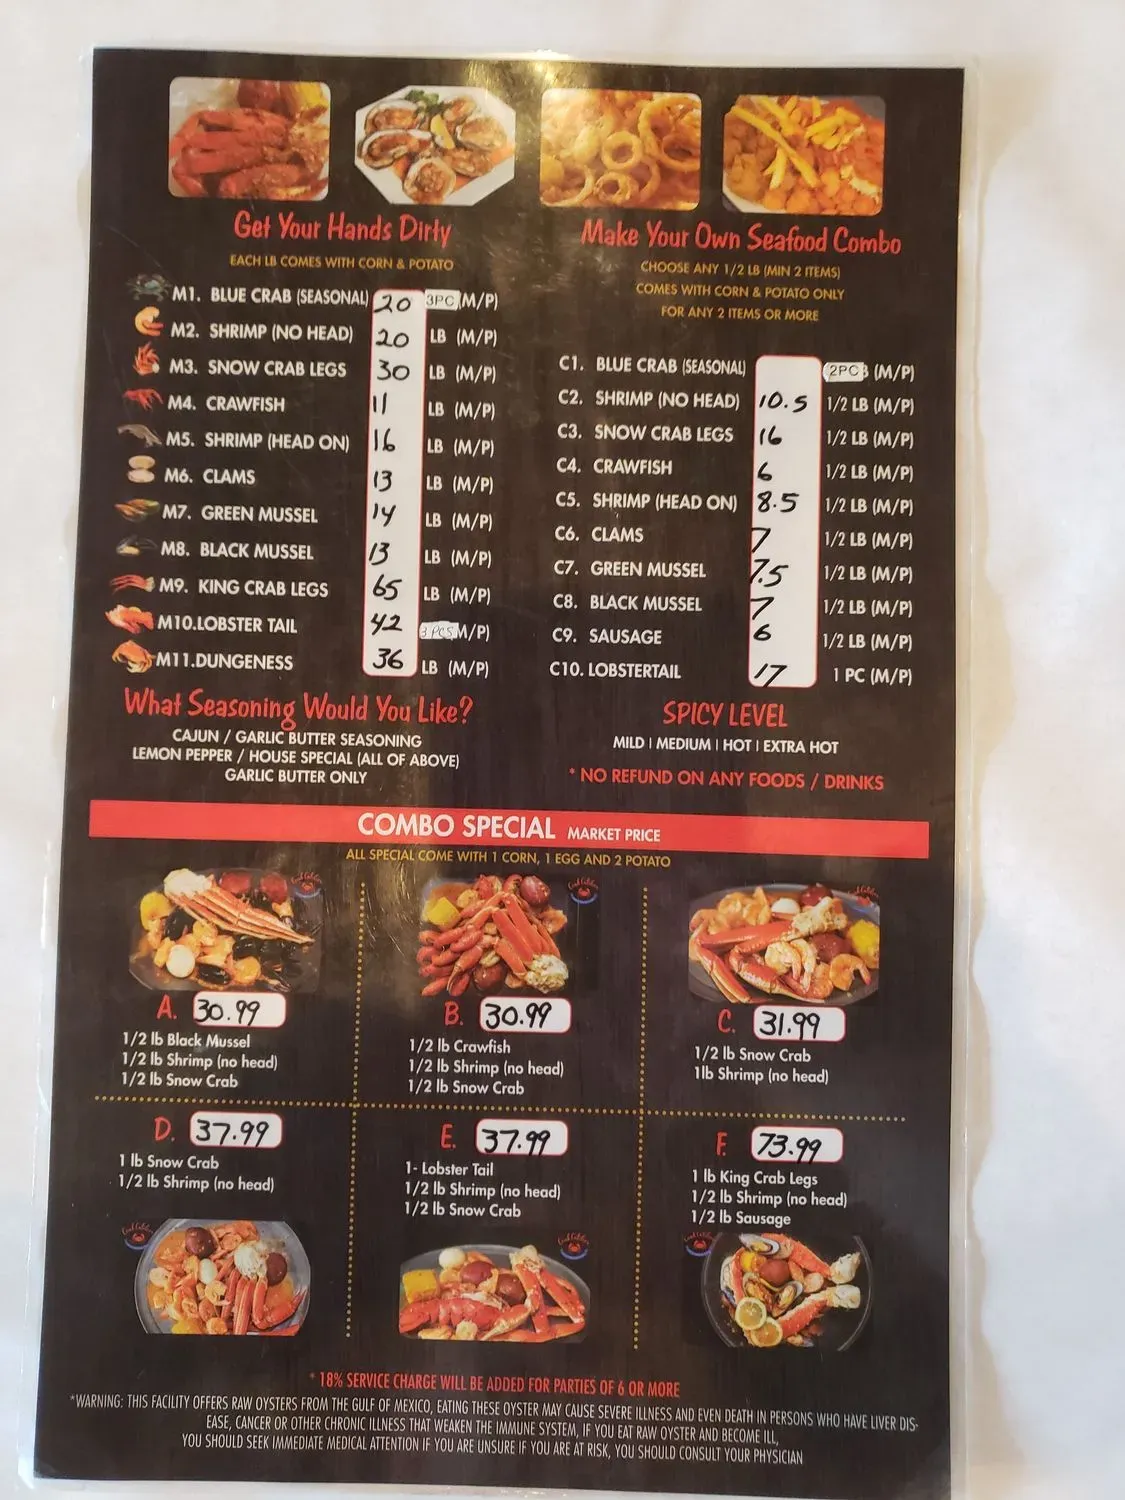 Get Your Hands Dirty
EACH LB COMES WITH CORN & POTATO
M1. BLUE CRAB (SEASONAL) 20 3PC (M/P)
M2. SHRIMP (NO HEAD) 20 LB (M/P)
M3. SNOW CRAB LEGS 30 LB (M/P)
M4. CRAWFISH 11 LB (M/P)
M5. SHRIMP (HEAD ON) 16 LB (M/P)
M6. CLAMS 13 LB (M/P)
M7. GREEN MUSSEL 14 LB (M/P)
M8. BLACK MUSSEL 13 LB (M/P)
M9. KING CRAB LEGS 65 LB (M/P)
M10.LOBSTER TAIL 42 3 PCS M/P)
M11.DUNGENESS 36 LB (M/P)
Make Your Own Seafood Combo
CHOOSE ANY 1/2 LB (MIN 2 ITEMS)
COMES WITH CORN & POTATO ONLY
FOR ANY 2 ITEMS OR MORE
C1. BLUE CRAB (SEASONAL) 2PC (M/P)
C2. SHRIMP (NO HEAD) 10.5 1/2 LB (M/P)
C3. SNOW CRAB LEGS 16 1/2 LB (M/P)
C4. CRAWFISH 6 1/2 LB (M/P)
C5. SHRIMP (HEAD ON) 8.5 1/2 LB (M/P)
C6. CLAMS 7 1/2 LB (M/P)
C7. GREEN MUSSEL 7.5 1/2 LB (M/P)
C8. BLACK MUSSEL 7 1/2 LB (M/P)
C9. SAUSAGE 6 1/2 LB (M/P)
C10. LOBSTERTAIL 17 1 PC (M/P)
What Seasoning Would You Like?
CAJUN / GARLIC BUTTER SEASONING
LEMON PEPPER / HOUSE SPECIAL (ALL OF ABOVE)
GARLIC BUTTER ONLY
SPICY LEVEL
MILD | MEDIUM | HOT | EXTRA HOT
* NO REFUND ON ANY FOODS / DRINKS
COMBO SPECIAL MARKET PRICE
ALL SPECIAL COME WITH 1 CORN, 1 EGG AND 2 POTATO
A. 30.99
1/2 lb Black Mussel
1/2 lb Shrimp (no head)
1/2 lb Snow Crab
B. 30.99
1/2 lb Crawfish
1/2 lb Shrimp (no head)
1/2 lb Snow Crab
C. 31.99
1/2 lb Snow Crab
1lb Shrimp (no head)
D. 37.99
1 lb Snow Crab
1/2 lb Shrimp (no head)
E. 37.99
1- Lobster Tail
1/2 lb Shrimp (no head)
1/2 lb Snow Crab
F. 73.99
1 lb King Crab Legs
1/2 lb Shrimp (no head)
1/2 lb Sausage
* 18% SERVICE CHARGE WILL BE ADDED FOR PARTIES OF 6 OR MORE
*WARNING: THIS FACILITY OFFERS RAW OYSTERS FROM THE GULF OF MEXICO, EATING THESE OYSTER MAY CAUSE SEVERE ILLNESS AND EVEN DEATH IN PERSONS WHO HAVE LIVER DIS-
EASE, CANCER OR OTHER CHRONIC ILLNESS THAT WEAKEN THE IMMUNE SYSTEM, IF YOU EAT RAW OYSTER AND BECOME ILL,
YOU SHOULD SEEK IMMEDIATE MEDICAL ATTENTION IF YOU ARE UNSURE IF YOU ARE AT RISK, YOU SHOULD CONSULT YOUR PHYSICIAN